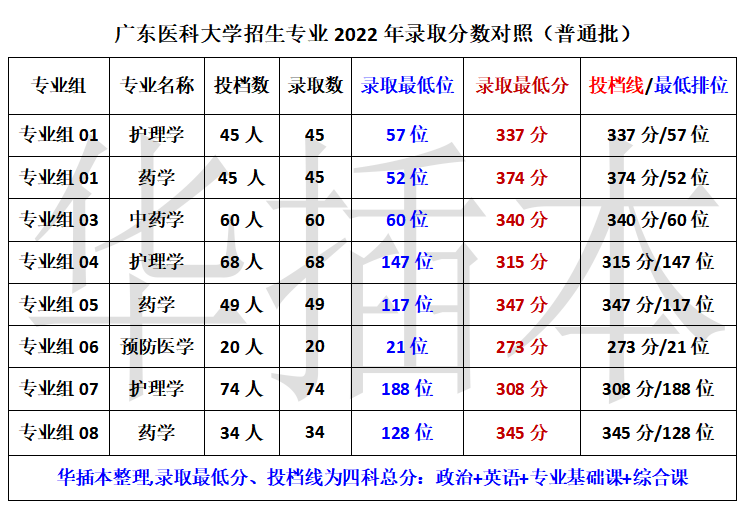 广东医科大学招生专业 2022 年录取分数对照（普通批）
专业组 专业名称 投档数 录取数 录取最低位 录取最低分 投档线/最低排位
专业组 01 护理学 45 人 45 57 位 337 分 337 分/57 位
专业组 01 药学 45 人 45 52 位 374 分 374 分/52 位
专业组 03 中药学 60 人 60 60 位 340 分 340 分/60 位
专业组 04 护理学 68 人 68 147 位 315 分 315 分/147 位
专业组 05 药学 49 人 49 117 位 347 分 347 分/117 位
专业组 06 预防医学 20 人 20 21 位 273 分 273 分/21 位
专业组 07 护理学 74 人 74 188 位 308 分 308 分/188 位
专业组 08 药学 34 人 34 128 位 345 分 345 分/128 位
华插本整理,录取最低分、投档线为四科总分：政治+英语+专业基础课+综合课
华插本